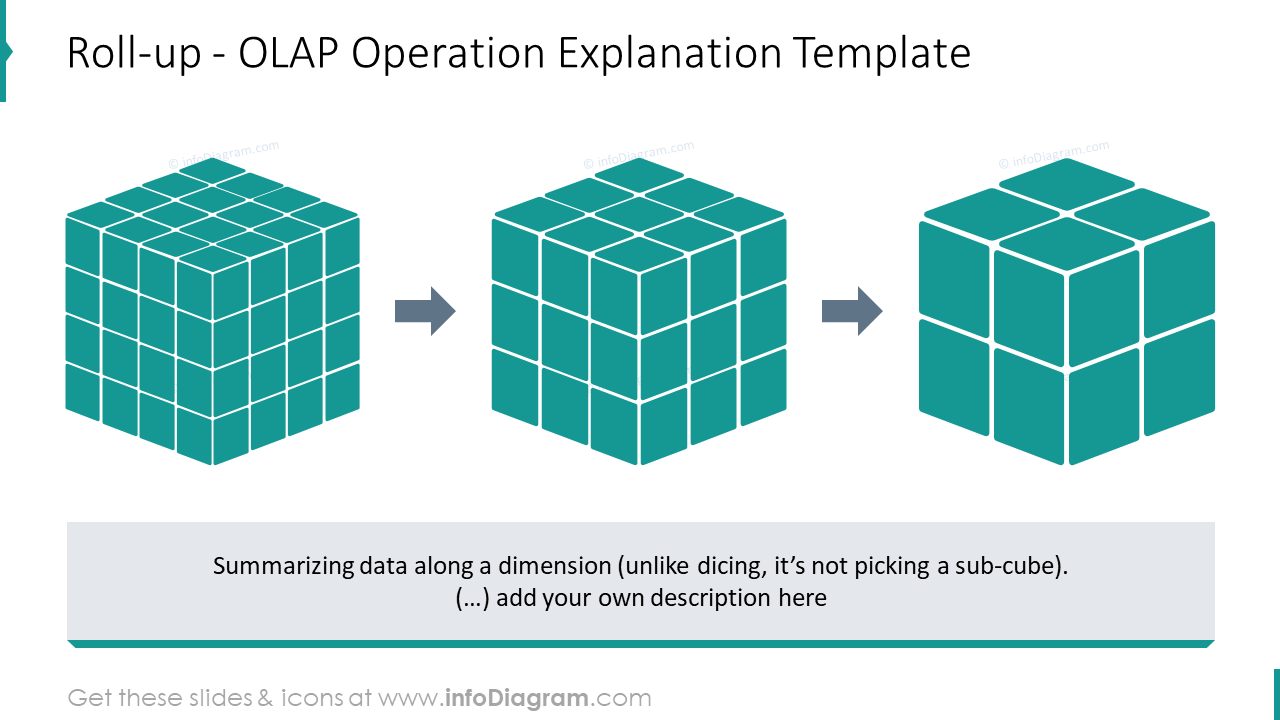 Roll-up - OLAP Operation Explanation Template
© infoDiagram.com
© infoDiagram.com
© infoDiagram.com
Summarizing data along a dimension (unlike dicing, it’s not picking a sub-cube).
(…) add your own description here
Get these slides & icons at www.infoDiagram.com